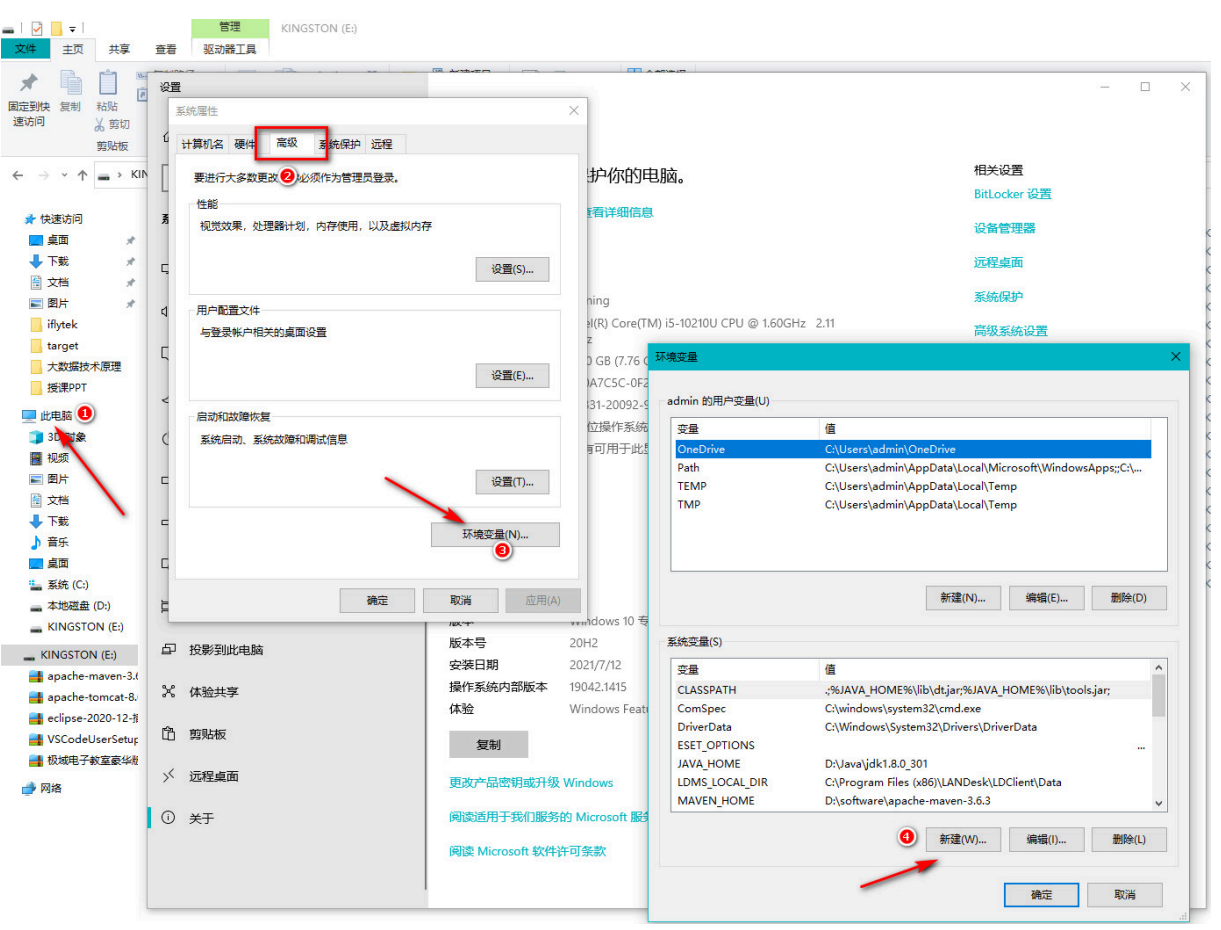 管理
KINGSTON (E:)
文件
主页
共享
查看
驱动器工具
固定到快
速访问
复制
粘贴
剪切
剪贴板
KIN
快速访问
桌面
下载
文档
图片
iflytek
target
大数据技术原理
授课PPT
此电脑
1
3D 对象
视频
图片
文档
下载
音乐
桌面
系统 (C:)
本地磁盘 (D:)
KINGSTON (E:)
KINGSTON (E:)
apache-maven-3.6
apache-tomcat-8.
eclipse-2020-12-
VSCodeUserSetup
极域电子教室豪华版
网络
设置
系统属性
计算机名
硬件
高级
系统保护
远程
2
要进行大多数更改
必须作为管理员登录。
性能
视觉效果，处理器计划，内存使用，以及虚拟内存
设置(S)...
用户配置文件
与登录帐户相关的桌面设置
设置(E)...
启动和故障恢复
系统启动、系统故障和调试信息
设置(T)...
环境变量(N)...
3
确定
取消
应用(A)
投影到此电脑
体验共享
剪贴板
远程桌面
关于
护你的电脑。
查看详细信息
ning
el(R) Core(TM) i5-10210U CPU @ 1.60GHz 2.11
z
0 GB (7.76
0A7C5C-0F2
331-20092-9
位操作系统
有可用于此
版本
Windows 10 专
版本号
20H2
安装日期
2021/7/12
操作系统内部版本
19042.1415
体验
Windows Feat
复制
更改产品密钥或升级 Windows
阅读适用于我们服务的 Microsoft 服务
阅读 Microsoft 软件许可条款
相关设置
BitLocker 设置
设备管理器
远程桌面
系统保护
高级系统设置
环境变量
admin 的用户变量(U)
变量 值
OneDrive C:\Users\admin\OneDrive
Path C:\Users\admin\AppData\Local\Microsoft\WindowsApps;;C:\...
TEMP C:\Users\admin\AppData\Local\Temp
TMP C:\Users\admin\AppData\Local\Temp
新建(N)...
编辑(E)...
删除(D)
系统变量(S)
变量 值
CLASSPATH .;%JAVA_HOME%\lib\dt.jar;%JAVA_HOME%\lib\tools.jar;
ComSpec C:\windows\system32\cmd.exe
DriverData C:\Windows\System32\Drivers\DriverData
ESET_OPTIONS ...
JAVA_HOME D:\Java\jdk1.8.0_301
LDMS_LOCAL_DIR C:\Program Files (x86)\LANDesk\LDClient\Data
MAVEN_HOME D:\software\apache-maven-3.6.3
4
新建(W)...
编辑(I)...
删除(L)
确定
取消